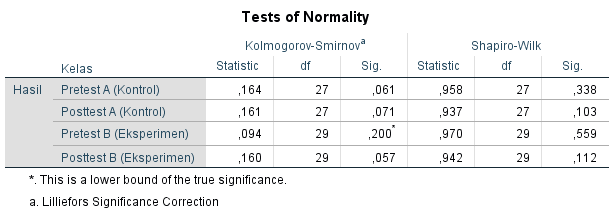 Tests of Normality
Kolmogorov-Smirnovᵃ Shapiro-Wilk
Kelas Statistic df Sig. Statistic df Sig.
Hasil Pretest A (Kontrol) ,164 27 ,061 ,958 27 ,338
Posttest A (Kontrol) ,161 27 ,071 ,937 27 ,103
Pretest B (Eksperimen) ,094 29 ,200* ,970 29 ,559
Posttest B (Eksperimen) ,160 29 ,057 ,942 29 ,112
*. This is a lower bound of the true significance.
a. Lilliefors Significance Correction